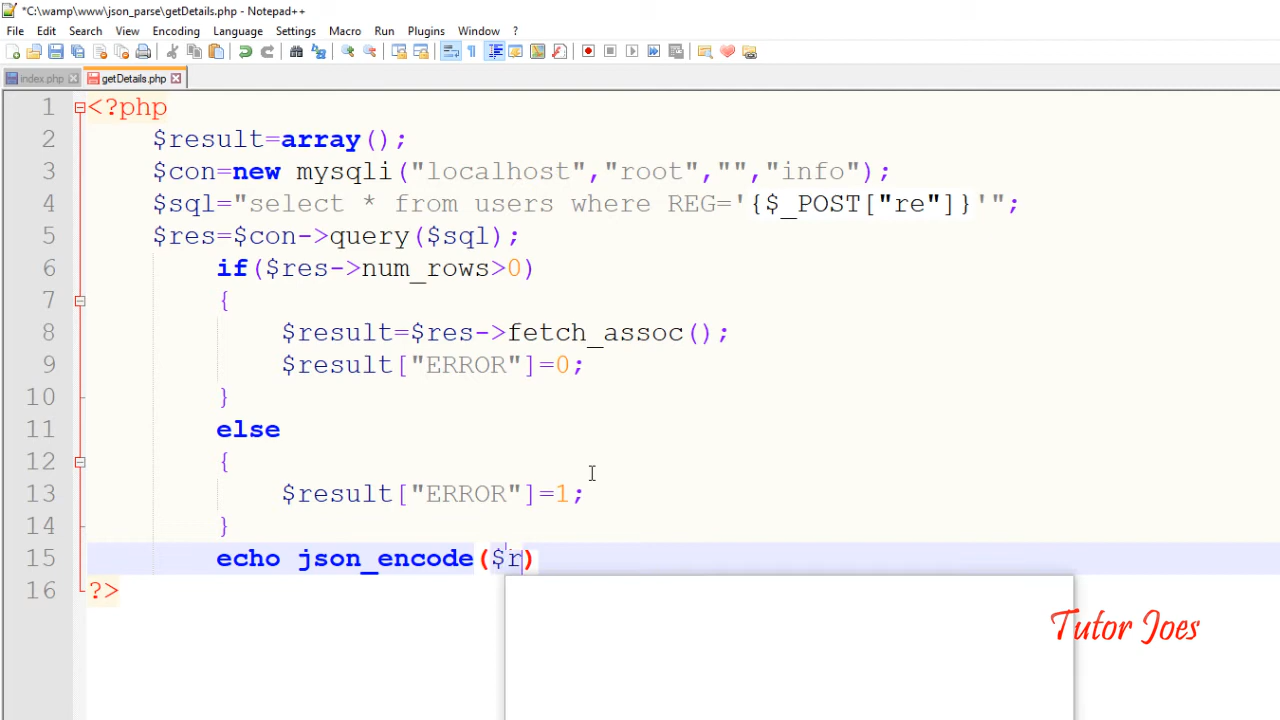 *C:\wamp\www\json_parse\getDetails.php - Notepad++
File Edit Search View Encoding Language Settings Macro Run Plugins Window ?
index.php getDetails.php
1 <?php
2 $result=array();
3 $con=new mysqli("localhost","root","","info");
4 $sql="select * from users where REG='{$_POST["re"]}'";
5 $res=$con->query($sql);
6 if($res->num_rows>0)
7 {
8 $result=$res->fetch_assoc();
9 $result["ERROR"]=0;
10 }
11 else
12 {
13 $result["ERROR"]=1;
14 }
15 echo json_encode($r)
16 ?>
Tutor Joes